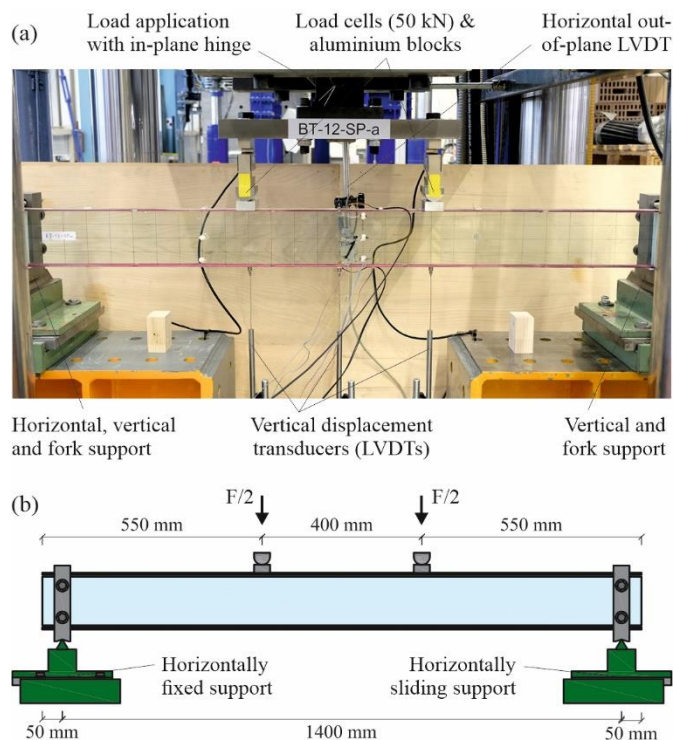 (a)
Load application
with in-plane hinge
Load cells (50 kN) &
aluminium blocks
Horizontal out-
of-plane LVDT
BT-12-SP-a
Horizontal, vertical
and fork support
Vertical displacement
transducers (LVDTs)
Vertical and
fork support
(b)
F/2
F/2
550 mm
400 mm
550 mm
Horizontally
fixed support
Horizontally
sliding support
50 mm
1400 mm
50 mm